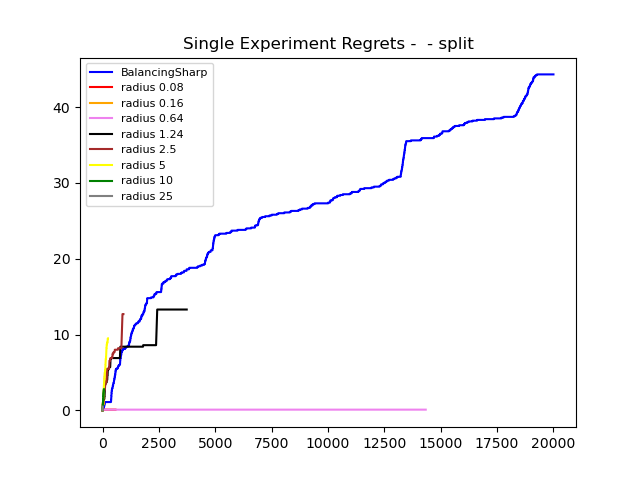 Single Experiment Regrets -  - split
BalancingSharp
radius 0.08
radius 0.16
radius 0.64
radius 1.24
radius 2.5
radius 5
radius 10
radius 25
40
30
20
10
0
0 2500 5000 7500 10000 12500 15000 17500 20000